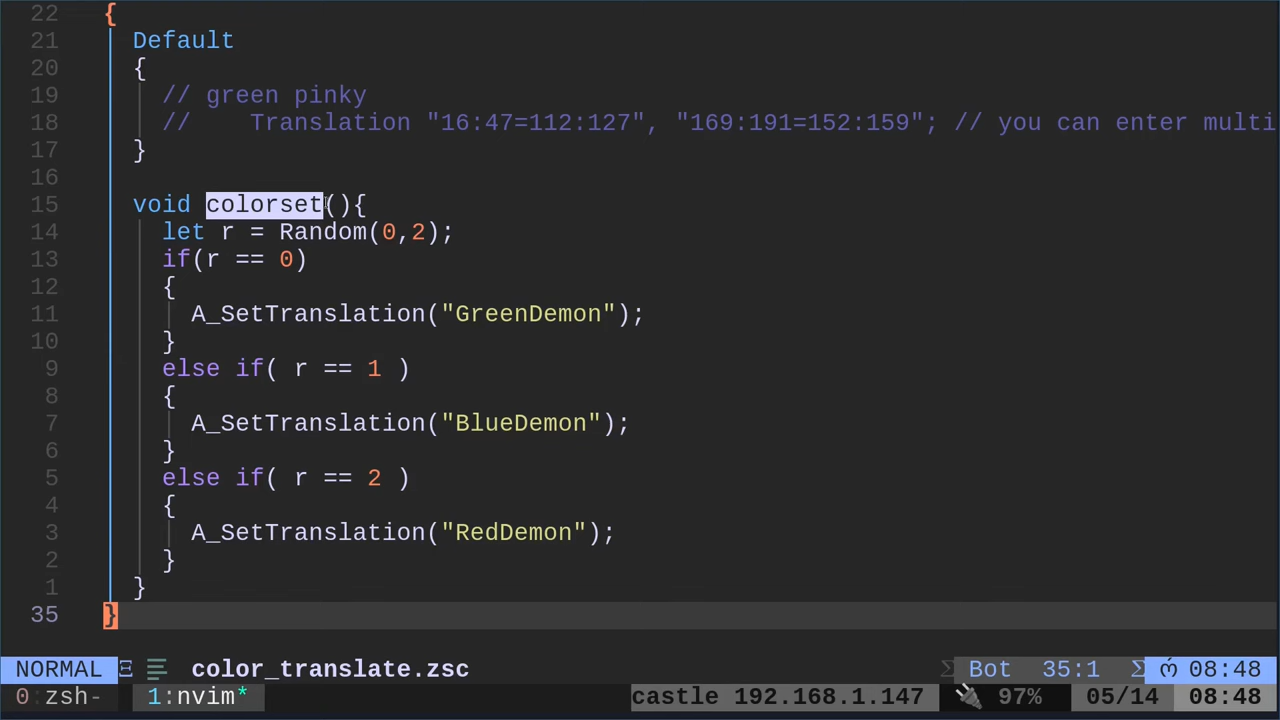 22 {
21 Default
20 {
19 // green pinky
18 // Translation "16:47=112:127", "169:191=152:159"; // you can enter multi
17 }
16
15 void colorset(){
14 let r = Random(0,2);
13 if(r == 0)
12 {
11 A_SetTranslation("GreenDemon");
10 }
9 else if( r == 1 )
8 {
7 A_SetTranslation("BlueDemon");
6 }
5 else if( r == 2 )
4 {
3 A_SetTranslation("RedDemon");
2 }
1 }
35 }
NORMAL color_translate.zsc Bot 35:1 08:48
0:zsh- 1:nvim* castle 192.168.1.147 97% 05/14 08:48